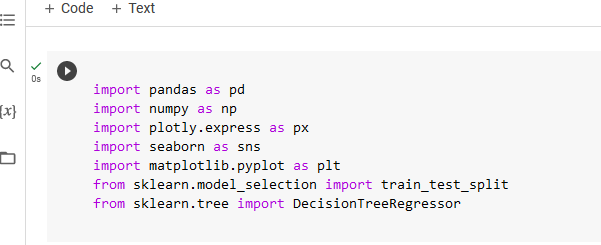 + Code + Text
0s
{x}
import pandas as pd
import numpy as np
import plotly.express as px
import seaborn as sns
import matplotlib.pyplot as plt
from sklearn.model_selection import train_test_split
from sklearn.tree import DecisionTreeRegressor